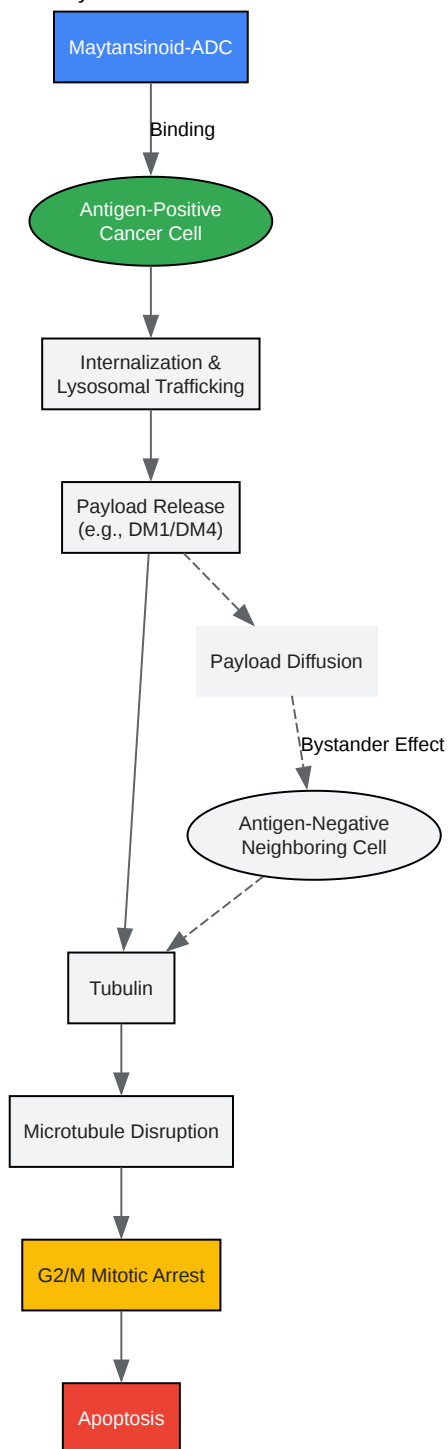 Maytansinoid-ADC
Binding
Antigen-Positive
Cancer Cell
Internalization &
Lysosomal Trafficking
Payload Release
(e.g., DM1/DM4)
Payload Diffusion
Bystander Effect
Antigen-Negative
Neighboring Cell
Tubulin
Microtubule Disruption
G2/M Mitotic Arrest
Apoptosis